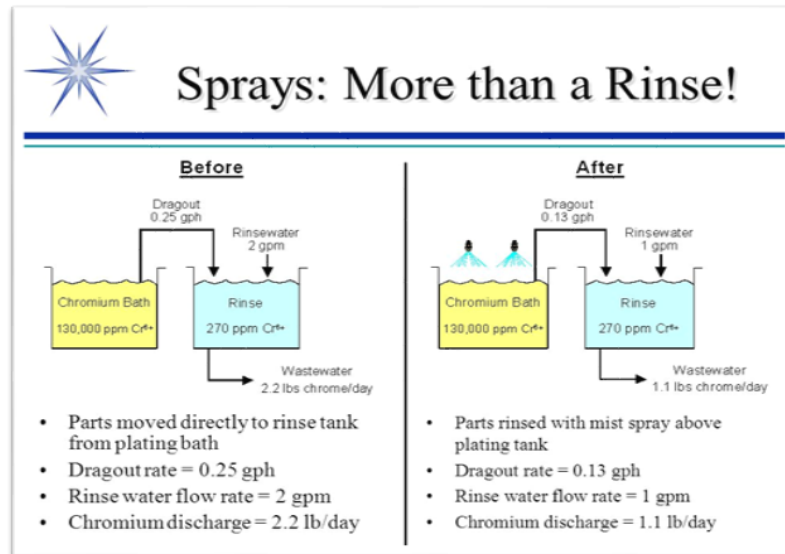 Sprays: More than a Rinse!
Before
Dragout
0.25 gph
Rinsewater
2 gpm
Chromium Bath
130,000 ppm Cr⁶⁺
Rinse
270 ppm Cr⁶⁺
Wastewater
2.2 lbs chrome/day
• Parts moved directly to rinse tank
from plating bath
• Dragout rate = 0.25 gph
• Rinse water flow rate = 2 gpm
• Chromium discharge = 2.2 lb/day
After
Dragout
0.13 gph
Rinsewater
1 gpm
Chromium Bath
130,000 ppm Cr⁶⁺
Rinse
270 ppm Cr⁶⁺
Wastewater
1.1 lbs chrome/day
• Parts rinsed with mist spray above
plating tank
• Dragout rate = 0.13 gph
• Rinse water flow rate = 1 gpm
• Chromium discharge = 1.1 lb/day